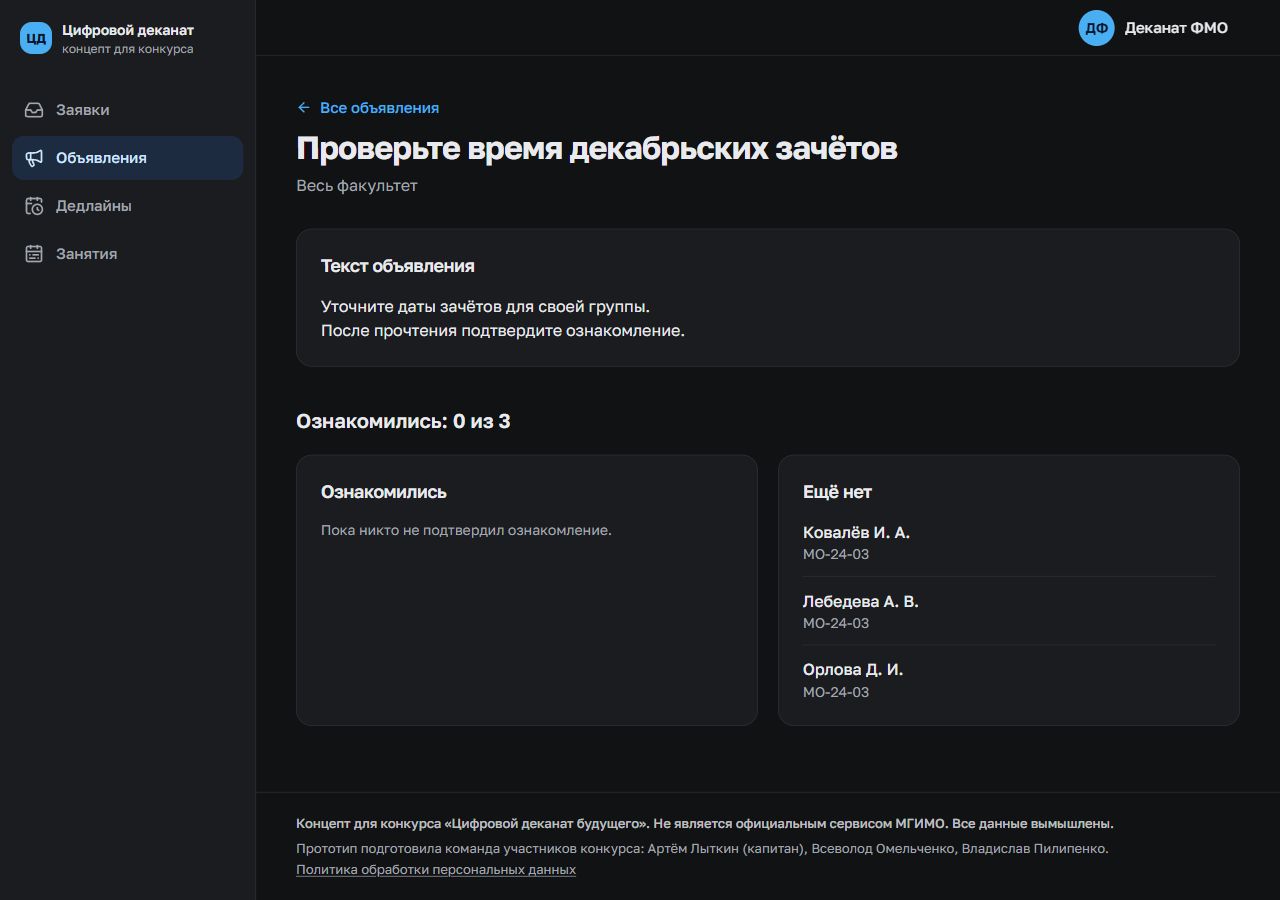 ЦД
Цифровой деканат
концепт для конкурса
Заявки
Объявления
Дедлайны
Занятия
ДФ
Деканат ФМО
Все объявления
Проверьте время декабрьских зачётов
Весь факультет
Текст объявления
Уточните даты зачётов для своей группы.
После прочтения подтвердите ознакомление.
Ознакомились: 0 из 3
Ознакомились
Пока никто не подтвердил ознакомление.
Ещё нет
Ковалёв И. А.
МО-24-03
Лебедева А. В.
МО-24-03
Орлова Д. И.
МО-24-03
Концепт для конкурса «Цифровой деканат будущего». Не является официальным сервисом МГИМО. Все данные вымышлены.
Прототип подготовила команда участников конкурса: Артём Лыткин (капитан), Всеволод Омельченко, Владислав Пилипенко.
Политика обработки персональных данных